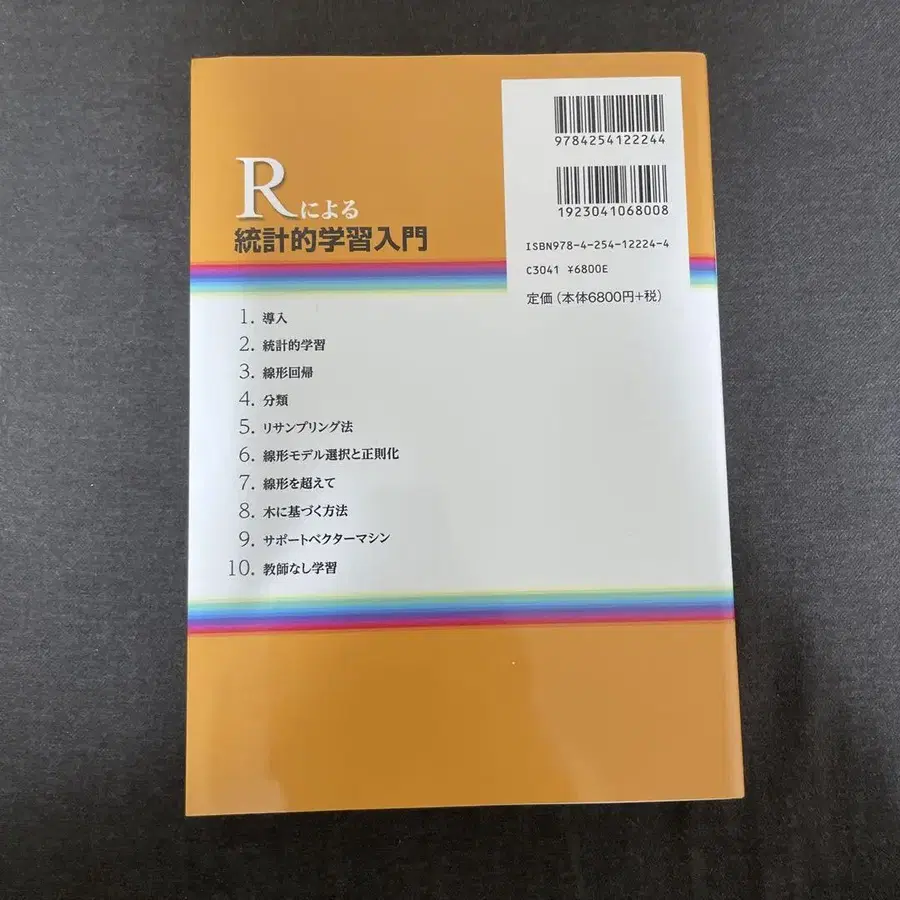 9784254122244
1923041068008
ISBN978-4-254-12224-4
C3041 ¥6800E
定価（本体6800円+税）
Rによる
統計的学習入門
1. 導入
2. 統計的学習
3. 線形回帰
4. 分類
5. リサンプリング法
6. 線形モデル選択と正則化
7. 線形を超えて
8. 木に基づく方法
9. サポートベクターマシン
10. 教師なし学習